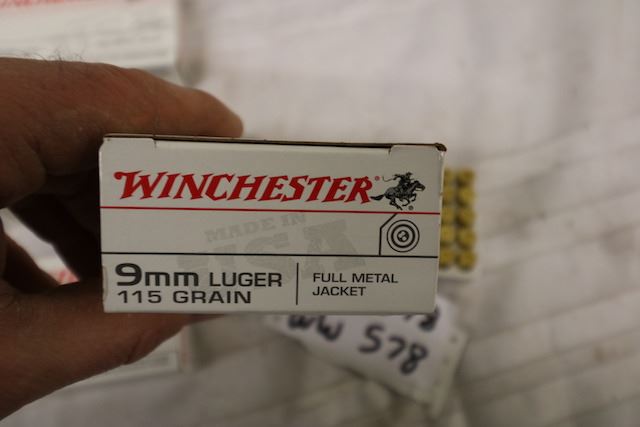 WINCHESTER
MADE IN
USA
9mm LUGER
115 GRAIN
FULL METAL
JACKET
WW 578